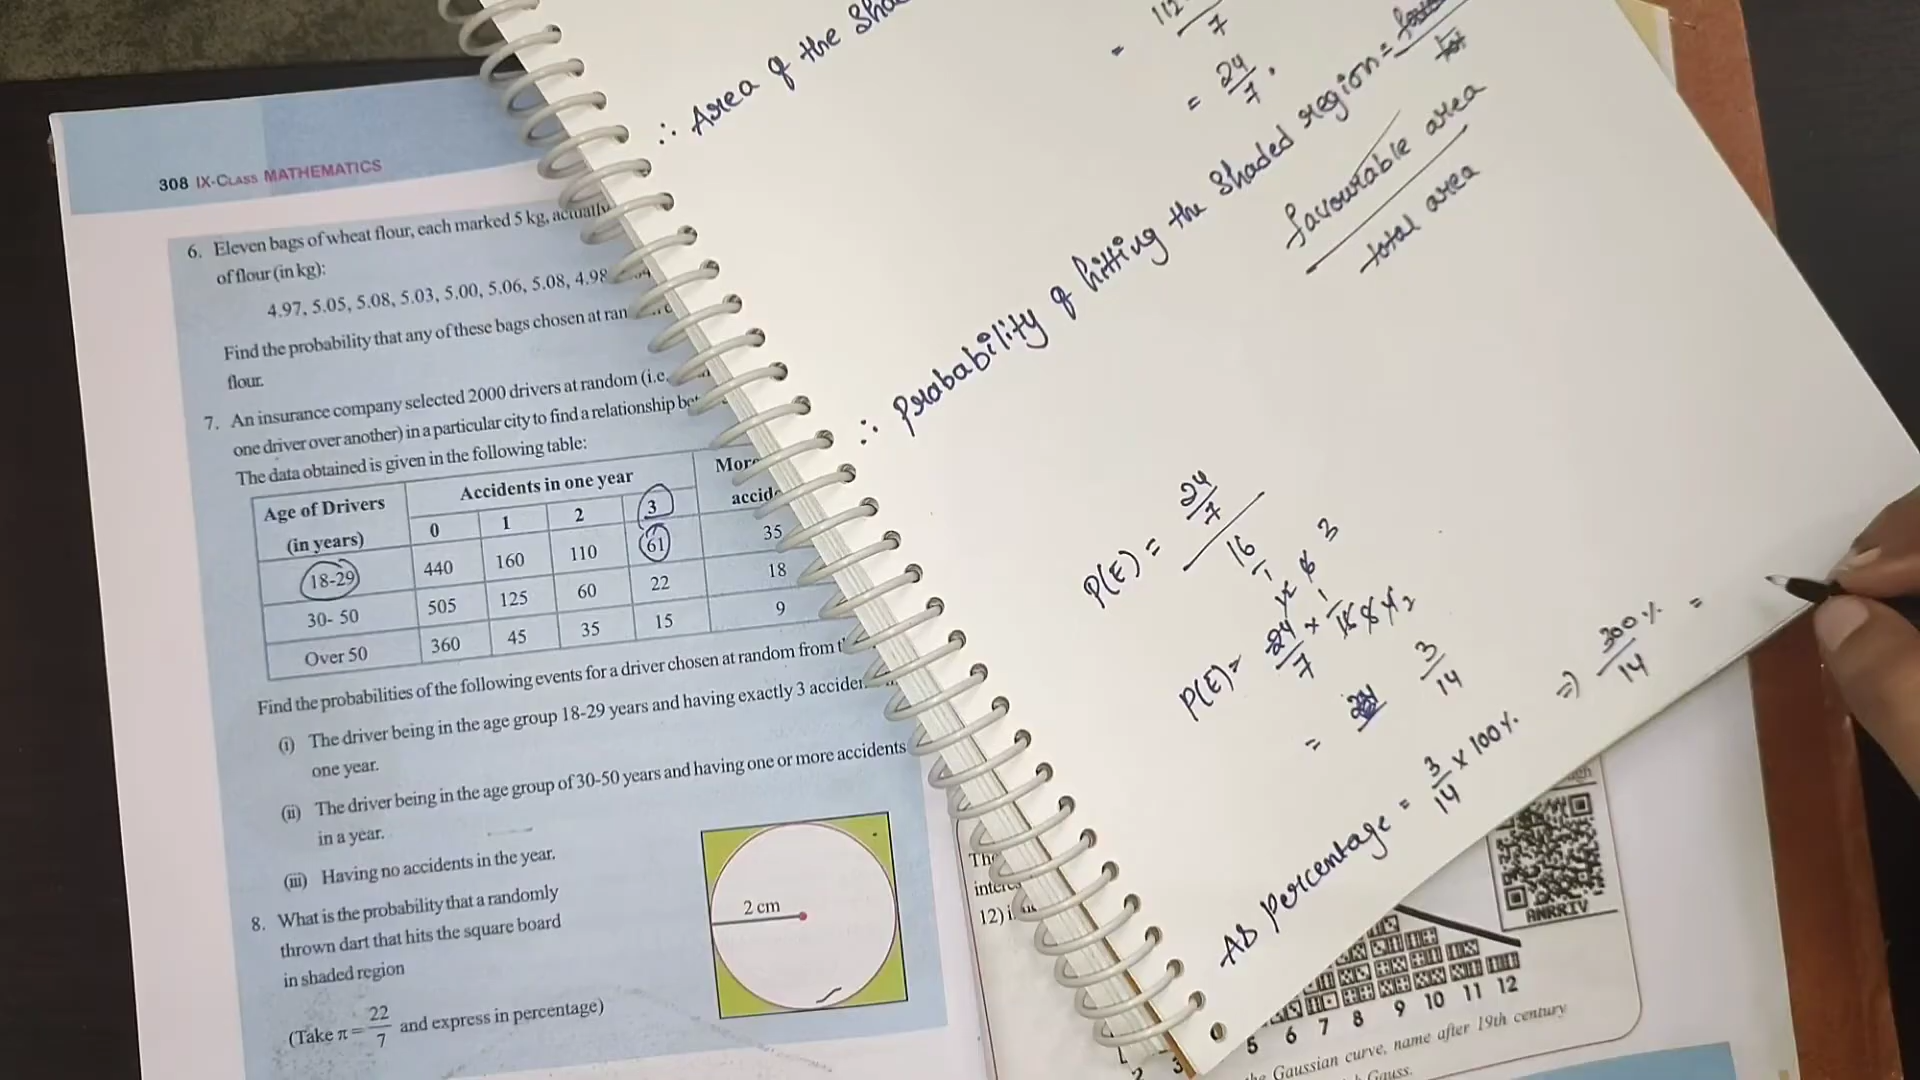 308 IX-CLASS MATHEMATICS
6. Eleven bags of wheat flour, each marked 5 kg, actually
of flour (in kg):
4.97, 5.05, 5.08, 5.03, 5.00, 5.06, 5.08, 4.98
Find the probability that any of these bags chosen at ran
flour.
7. An insurance company selected 2000 drivers at random (i.e.
one driver over another) in a particular city to find a relationship
The data obtained is given in the following table:
Age of Drivers Accidents in one year More
(in years) 0 1 2 3 accid
18-29 440 160 110 61 35
30- 50 505 125 60 22 18
Over 50 360 45 35 15 9
Find the probabilities of the following events for a driver chosen at random from
(i) The driver being in the age group 18-29 years and having exactly 3 acciden
one year.
(ii) The driver being in the age group of 30-50 years and having one or more accidents
in a year.
(iii) Having no accidents in the year.
8. What is the probability that a randomly
thrown dart that hits the square board
in shaded region
(Take π = 22/7 and express in percentage)
2 cm
∴ Area of the Sha
= 112/7
= 24/7.
∴ Probability of hitting the Shaded region =
favourable area
total area
P(E) = 24/7 / 16/1
P(E) = 24/7 × 1/16
= 3/14
As Percentage = 3/14 × 100% => 300/14 % =
The
12) i
ANRRIV
5 6 7 8 9 10 11 12
2 3
Gaussian curve, name after 19th century
Gauss.